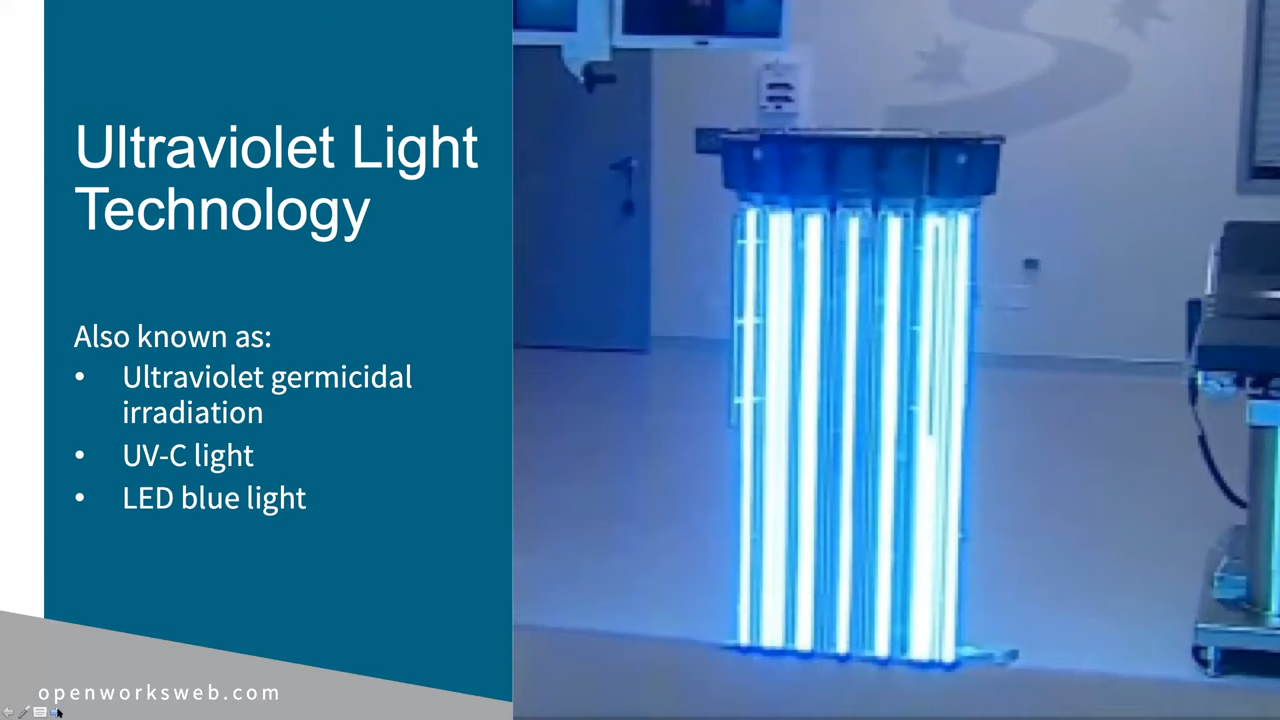 Ultraviolet Light
Technology
Also known as:
• Ultraviolet germicidal
irradiation
• UV-C light
• LED blue light
openworksweb.com